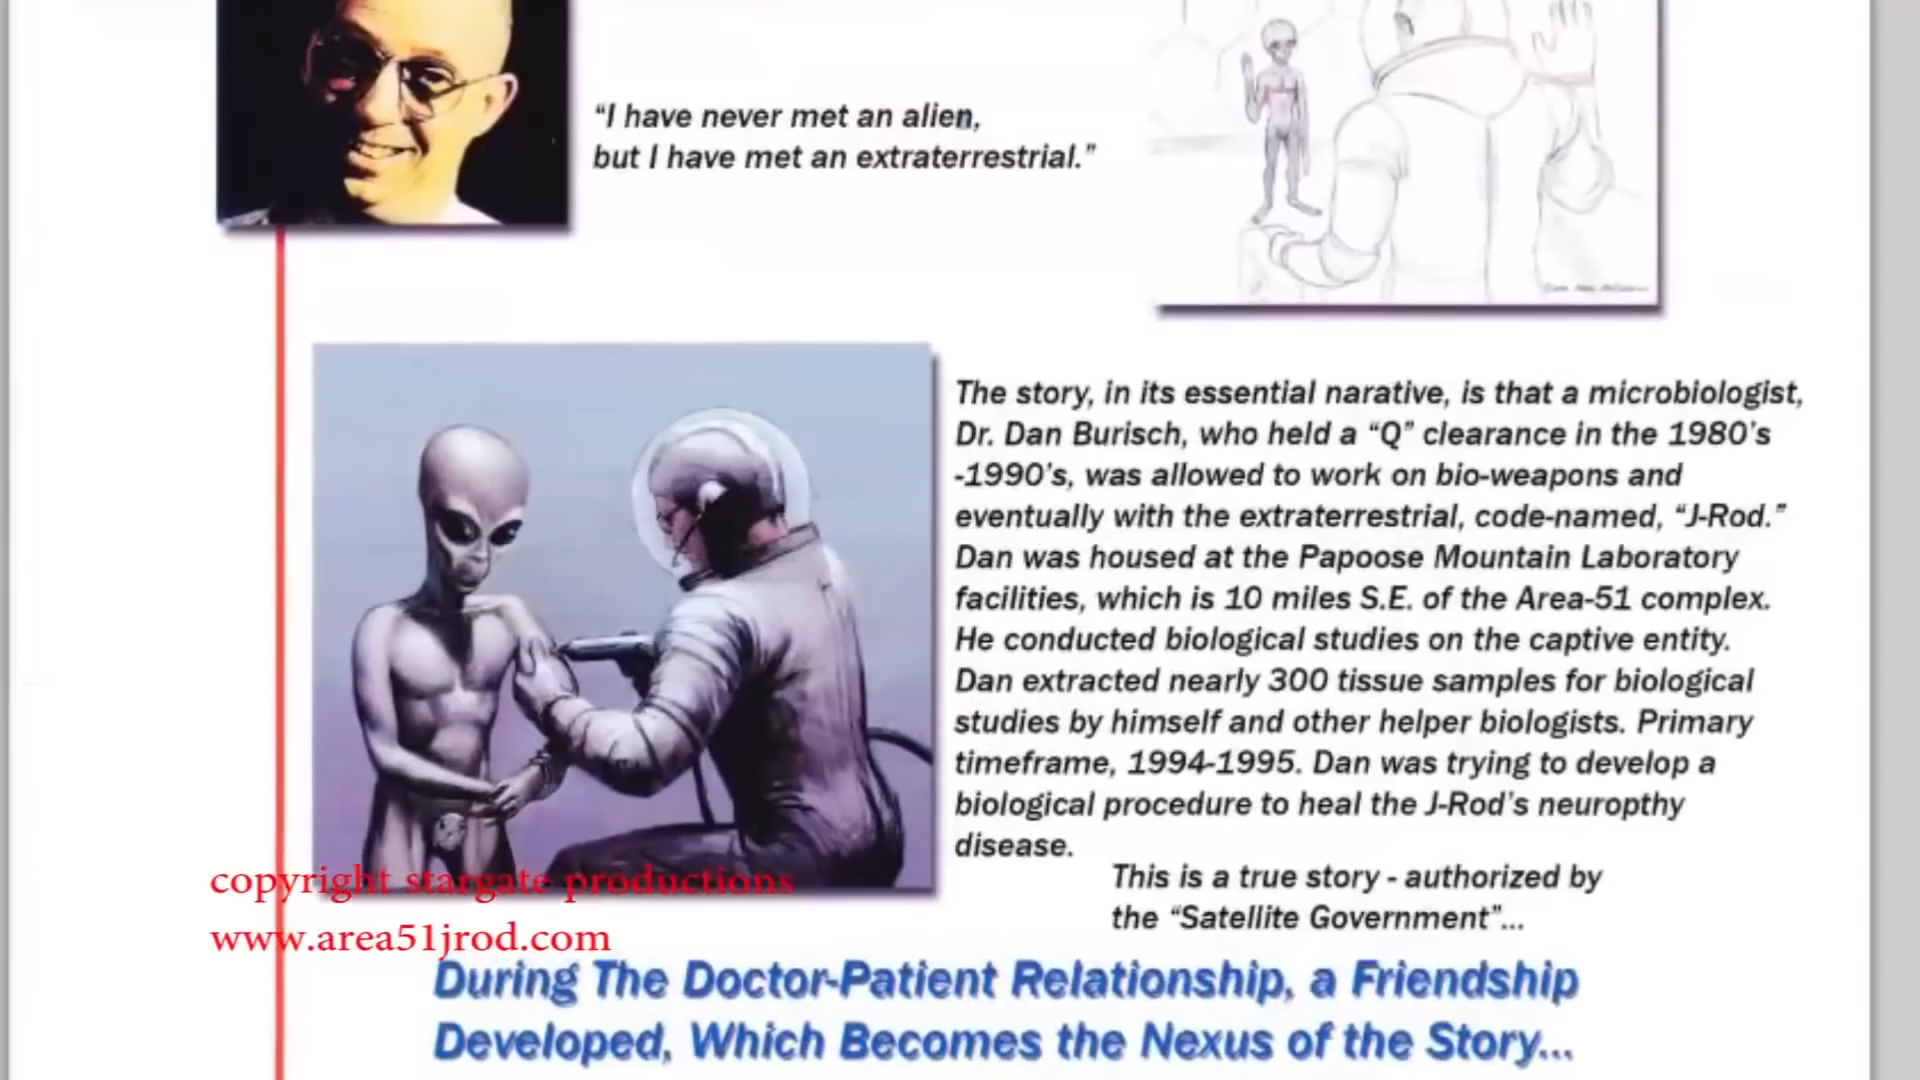 “I have never met an alien,
but I have met an extraterrestrial.”
The story, in its essential narative, is that a microbiologist,
Dr. Dan Burisch, who held a “Q” clearance in the 1980’s
-1990’s, was allowed to work on bio-weapons and
eventually with the extraterrestrial, code-named, “J-Rod.”
Dan was housed at the Papoose Mountain Laboratory
facilities, which is 10 miles S.E. of the Area-51 complex.
He conducted biological studies on the captive entity.
Dan extracted nearly 300 tissue samples for biological
studies by himself and other helper biologists. Primary
timeframe, 1994-1995. Dan was trying to develop a
biological procedure to heal the J-Rod’s neuropthy
disease.
This is a true story - authorized by
the “Satellite Government”...
copyright stargate productions
www.area51jrod.com
During The Doctor-Patient Relationship, a Friendship
Developed, Which Becomes the Nexus of the Story...